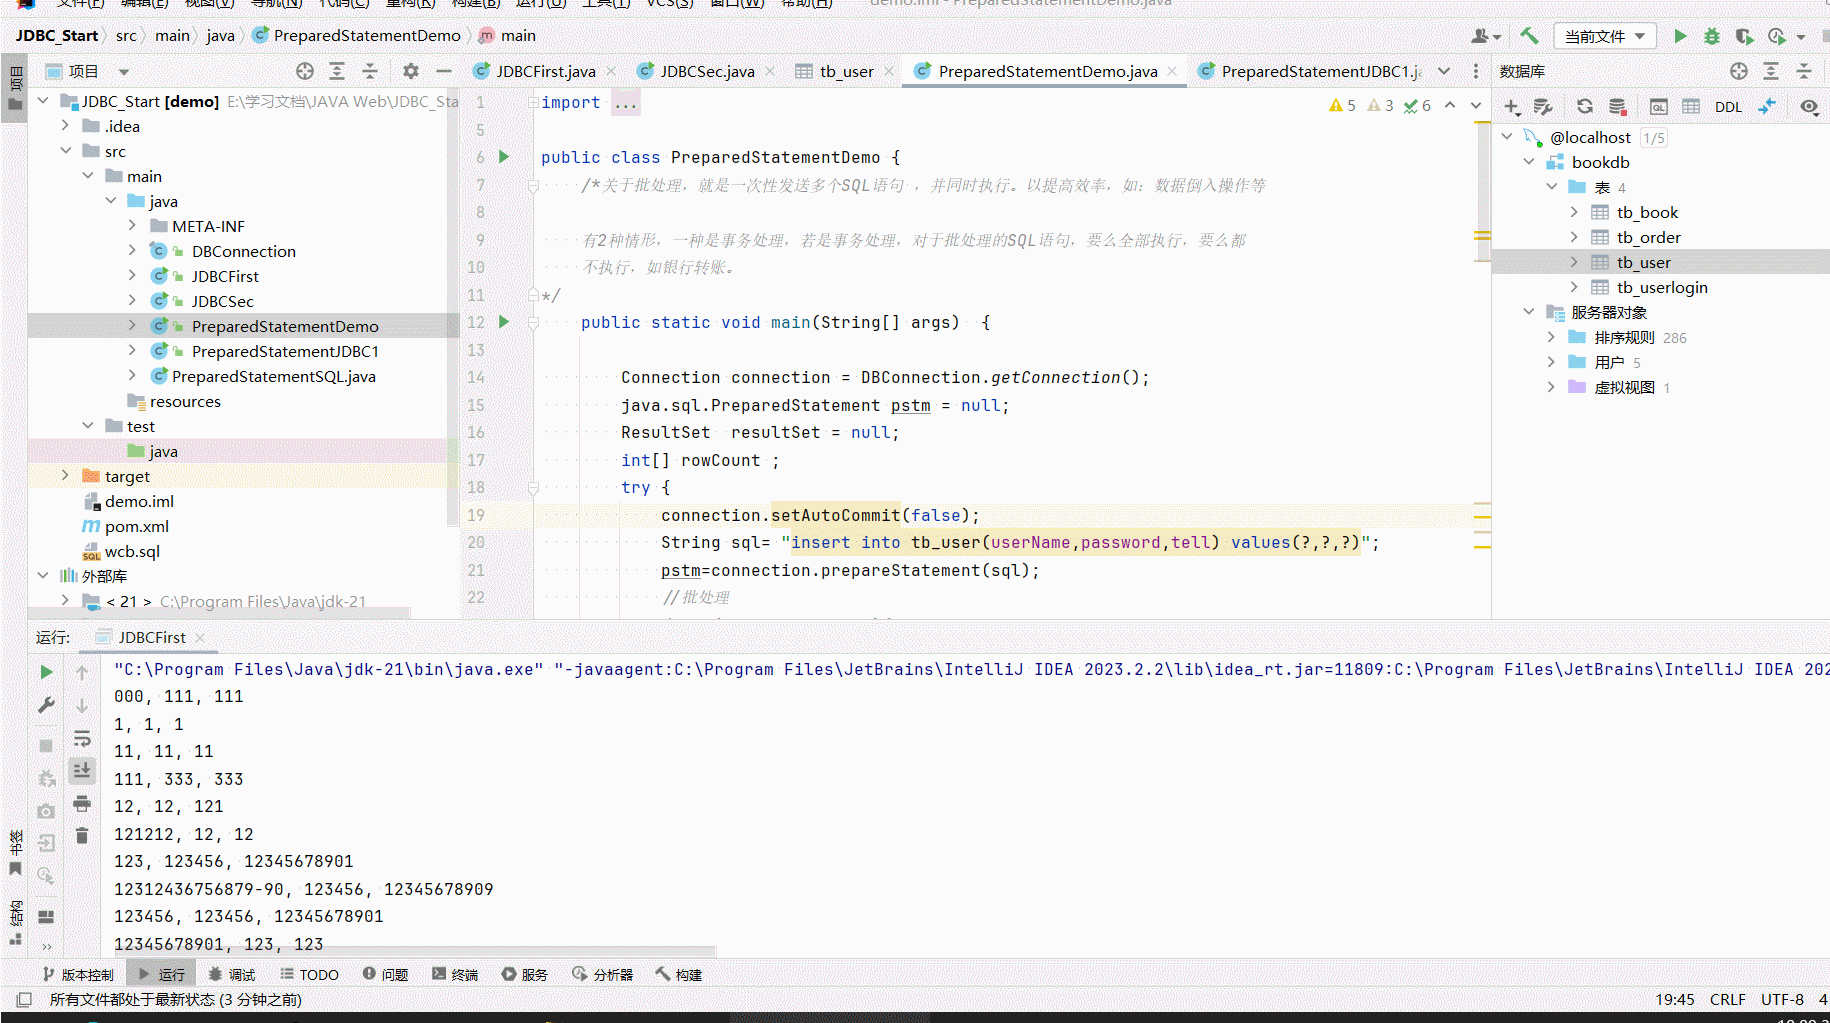 文件(F) 编辑(E) 视图(V) 导航(N) 代码(C) 重构(R) 构建(B) 运行(U) 工具(T) VCS(S) 窗口(W) 帮助(H) demo.iml - PreparedStatementDemo.java
JDBC_Start src main java PreparedStatementDemo main
当前文件
项目
项目
JDBC_Start [demo] E:\学习文档\JAVA Web\JDBC_Sta
.idea
src
main
java
META-INF
DBConnection
JDBCFirst
JDBCSec
PreparedStatementDemo
PreparedStatementJDBC1
PreparedStatementSQL.java
resources
test
java
target
demo.iml
pom.xml
wcb.sql
外部库
< 21 > C:\Program Files\Java\jdk-21
JDBCFirst.java JDBCSec.java tb_user PreparedStatementDemo.java PreparedStatementJDBC1.j
5 3 6
1 import ...
5
6 public class PreparedStatementDemo {
7 /*关于批处理，就是一次性发送多个SQL语句 ，并同时执行。以提高效率，如：数据倒入操作等
8
9 有2种情形，一种是事务处理，若是事务处理，对于批处理的SQL语句，要么全部执行，要么都
10 不执行，如银行转账。
11 */
12 public static void main(String[] args) {
13
14 Connection connection = DBConnection.getConnection();
15 java.sql.PreparedStatement pstm = null;
16 ResultSet resultSet = null;
17 int[] rowCount ;
18 try {
19 connection.setAutoCommit(false);
20 String sql= "insert into tb_user(userName,password,tell) values(?,?,?)";
21 pstm=connection.prepareStatement(sql);
22 //批处理
数据库
DDL
@localhost 1/5
bookdb
表 4
tb_book
tb_order
tb_user
tb_userlogin
服务器对象
排序规则 286
用户 5
虚拟视图 1
运行: JDBCFirst
"C:\Program Files\Java\jdk-21\bin\java.exe" "-javaagent:C:\Program Files\JetBrains\IntelliJ IDEA 2023.2.2\lib\idea_rt.jar=11809:C:\Program Files\JetBrains\IntelliJ IDEA 202
000, 111, 111
1, 1, 1
11, 11, 11
111, 333, 333
12, 12, 121
121212, 12, 12
123, 123456, 12345678901
12312436756879-90, 123456, 12345678909
123456, 123456, 12345678901
12345678901, 123, 123
书签
结构
版本控制 运行 调试 TODO 问题 终端 服务 分析器 构建
所有文件都处于最新状态 (3 分钟之前)
19:45 CRLF UTF-8 4